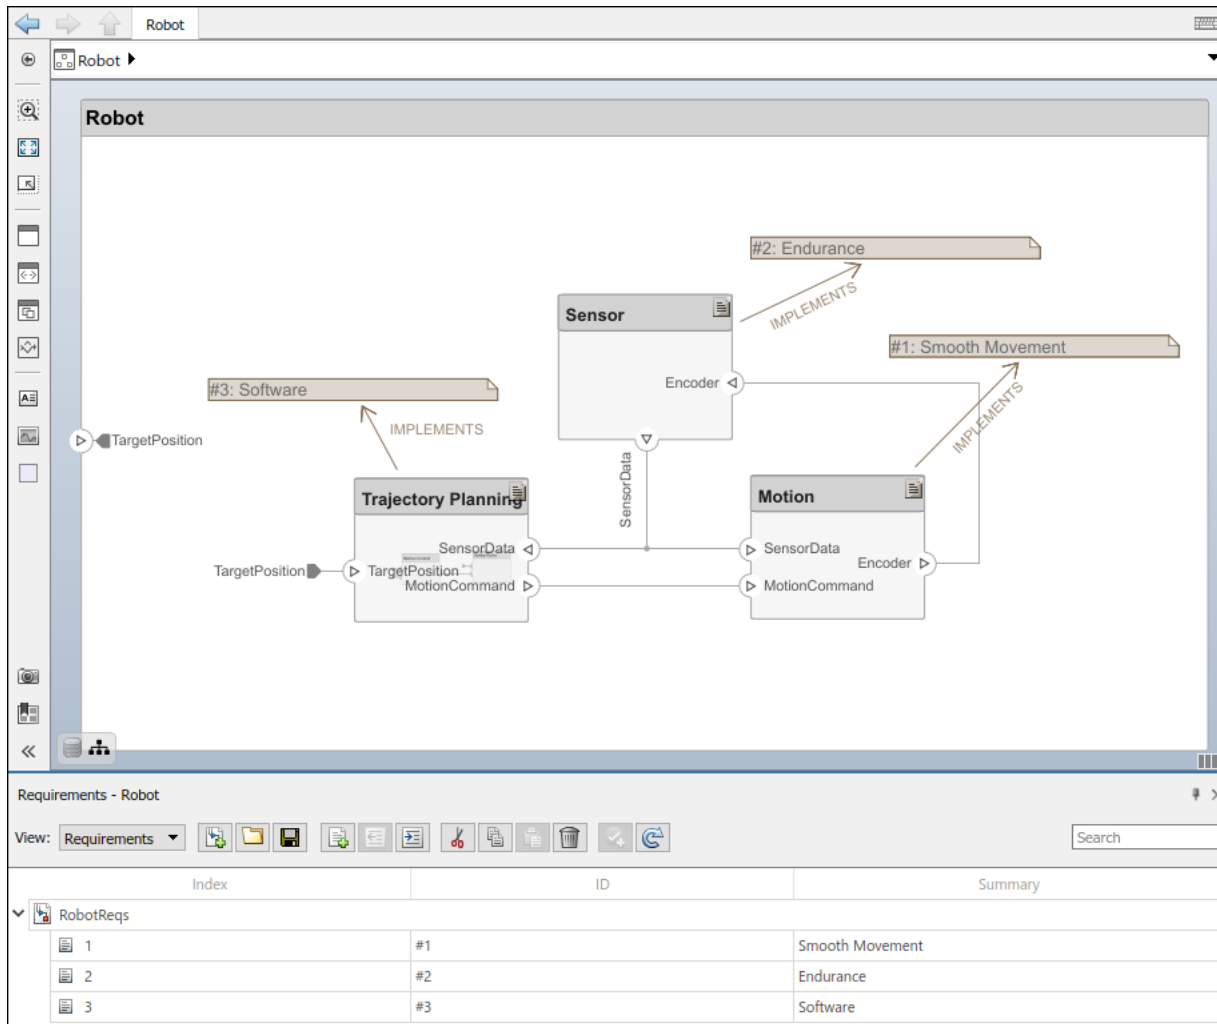 Robot
Robot
Robot
#2: Endurance
IMPLEMENTS
Sensor
#1: Smooth Movement
Encoder
IMPLEMENTS
#3: Software
IMPLEMENTS
TargetPosition
SensorData
Trajectory Planning
Motion
SensorData
SensorData
Encoder
TargetPosition
TargetPosition
MotionCommand
MotionCommand
Requirements - Robot
View: Requirements
Search
Index ID Summary
RobotReqs
1 #1 Smooth Movement
2 #2 Endurance
3 #3 Software